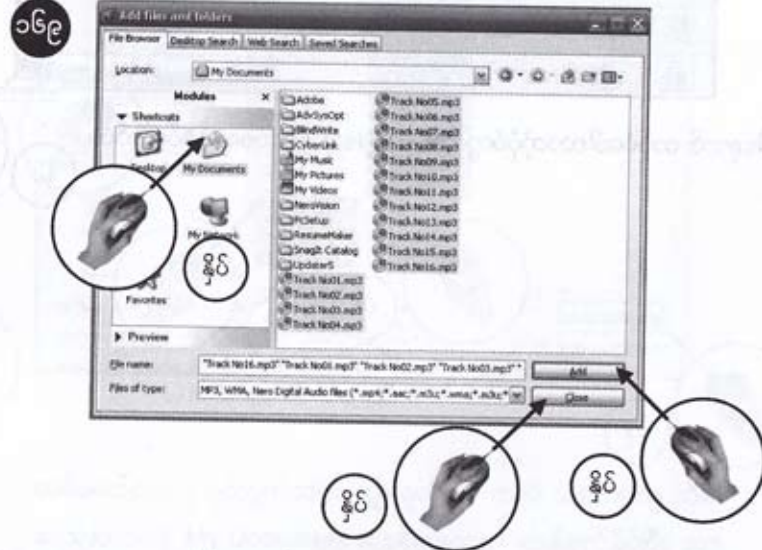 ၁၆၉
Add files and folders
File Browser Desktop Search Web Search Saved Searches
Location: My Documents
Modules ×
Shortcuts
Desktop My Documents
My Network
Favorites
Preview
Adobe
AdvSysOpt
BlindWrite
CyberLink
My Music
My Pictures
My Videos
NeroVision
PcSetup
ResumeMaker
SnagIt Catalog
Updater5
Track No01.mp3
Track No02.mp3
Track No03.mp3
Track No04.mp3
Track No05.mp3
Track No06.mp3
Track No07.mp3
Track No08.mp3
Track No09.mp3
Track No10.mp3
Track No11.mp3
Track No12.mp3
Track No13.mp3
Track No14.mp3
Track No15.mp3
Track No16.mp3
နှိပ်
File name: "Track No16.mp3" "Track No01.mp3" "Track No02.mp3" "Track No03.mp3" " Add
Files of type: MP3, WMA, Nero Digital Audio files (*.mp4;*.aac;*.m3u;*.wma;*.m3u;* Close
နှိပ် နှိပ်